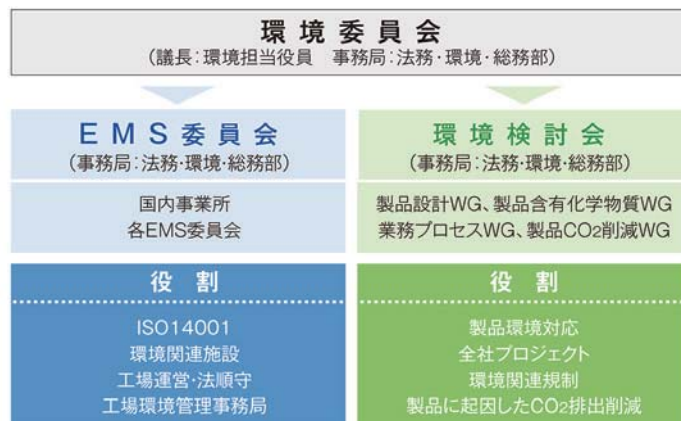 環境委員会
(議長:環境担当役員 事務局:法務・環境・総務部)
EMS委員会
(事務局:法務・環境・総務部)
国内事業所
各EMS委員会
役割
ISO14001
環境関連施設
工場運営・法順守
工場環境管理事務局
環境検討会
(事務局:法務・環境・総務部)
製品設計WG、製品含有化学物質WG
業務プロセスWG、製品CO2削減WG
役割
製品環境対応
全社プロジェクト
環境関連規制
製品に起因したCO2排出削減